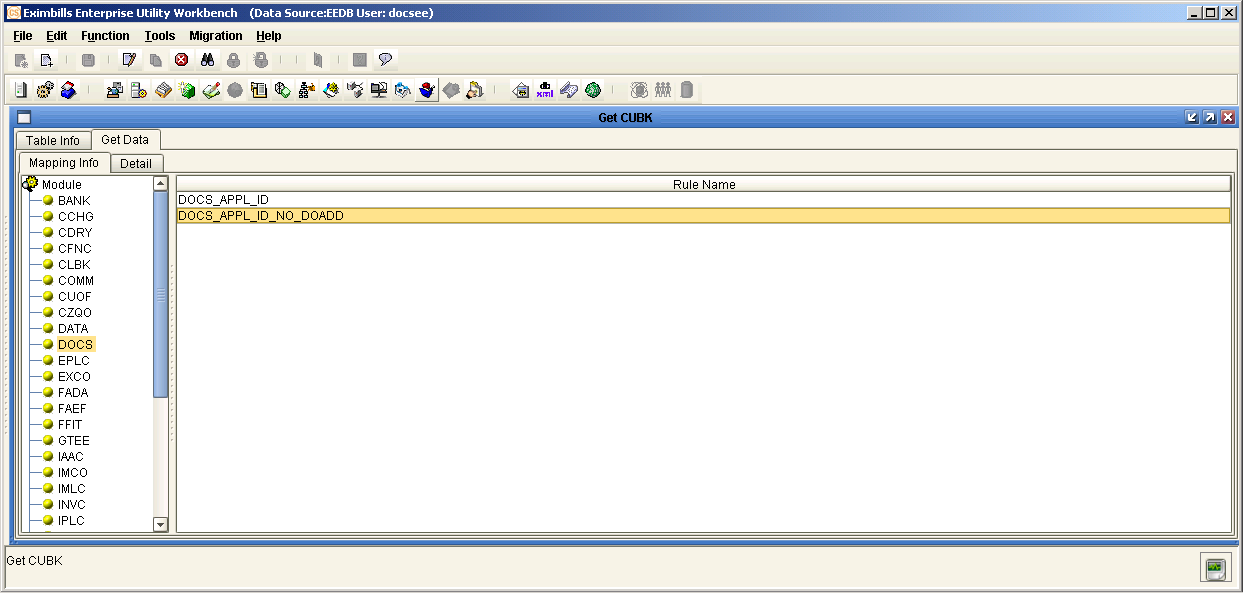 Eximbills Enterprise Utility Workbench (Data Source:EEDB User: docsee)
File Edit Function Tools Migration Help
xml
Get CUBK
Table Info Get Data
Mapping Info Detail
Module
BANK
CCHG
CDRY
CFNC
CLBK
COMM
CUOF
CZQO
DATA
DOCS
EPLC
EXCO
FADA
FAEF
FFIT
GTEE
IAAC
IMCO
IMLC
INVC
IPLC
Rule Name
DOCS_APPL_ID
DOCS_APPL_ID_NO_DOADD
Get CUBK